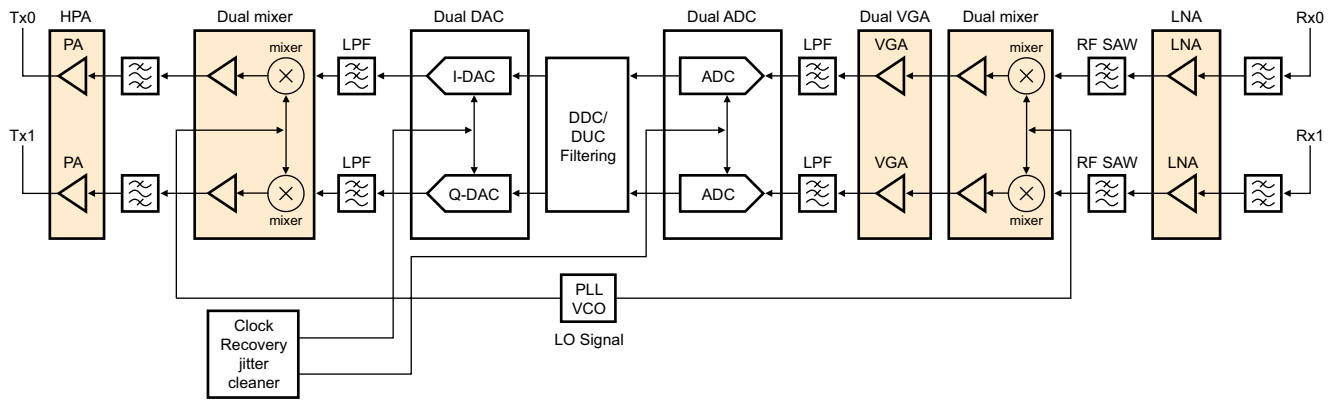 Tx0
HPA
Dual mixer
Dual DAC
Dual ADC
Dual VGA
Dual mixer
LNA
Rx0
PA
mixer
LPF
LPF
VGA
mixer
RF SAW
LNA
I-DAC
ADC
DDC/
DUC
Filtering
Tx1
PA
LPF
LPF
VGA
RF SAW
LNA
Rx1
Q-DAC
ADC
mixer
mixer
PLL
VCO
LO Signal
Clock
Recovery
jitter
cleaner